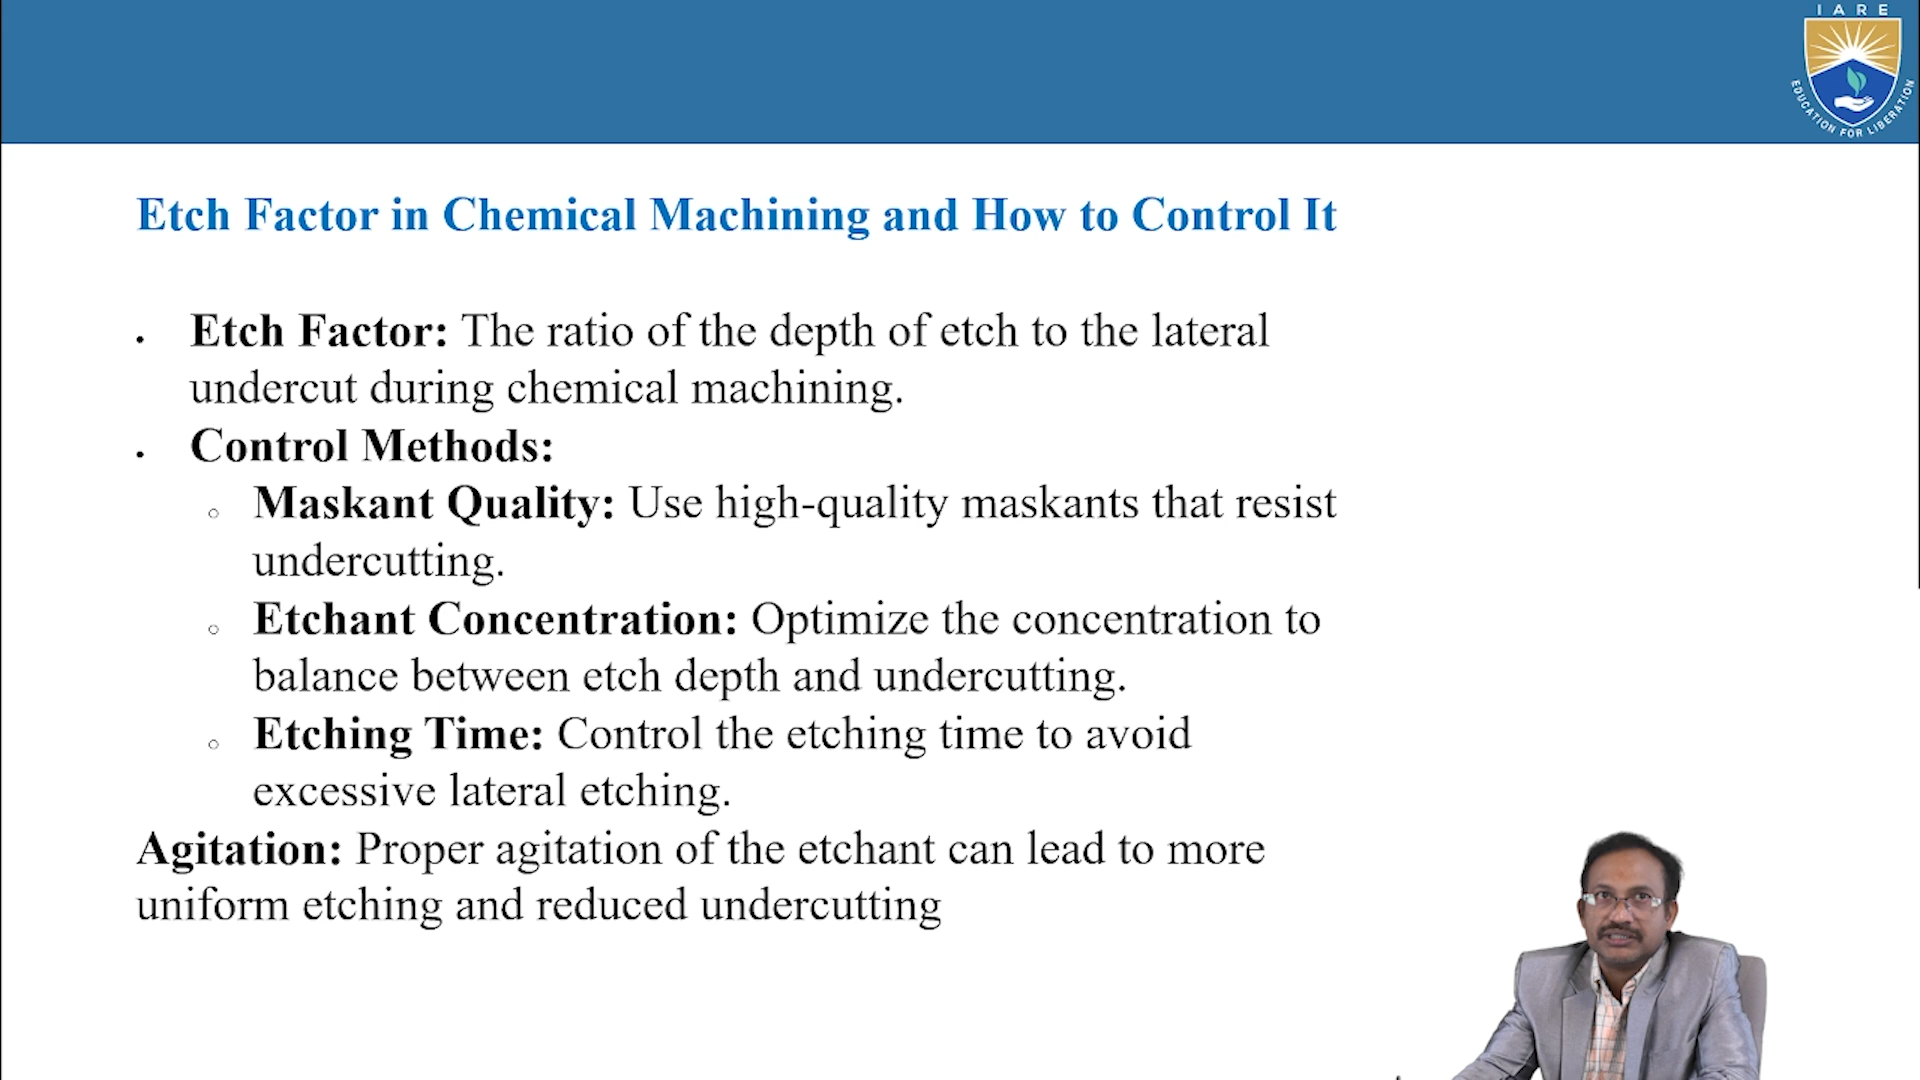 IARE
EDUCATION FOR LIBERATION
Etch Factor in Chemical Machining and How to Control It
• Etch Factor: The ratio of the depth of etch to the lateral
undercut during chemical machining.
• Control Methods:
○ Maskant Quality: Use high-quality maskants that resist
undercutting.
○ Etchant Concentration: Optimize the concentration to
balance between etch depth and undercutting.
○ Etching Time: Control the etching time to avoid
excessive lateral etching.
Agitation: Proper agitation of the etchant can lead to more
uniform etching and reduced undercutting